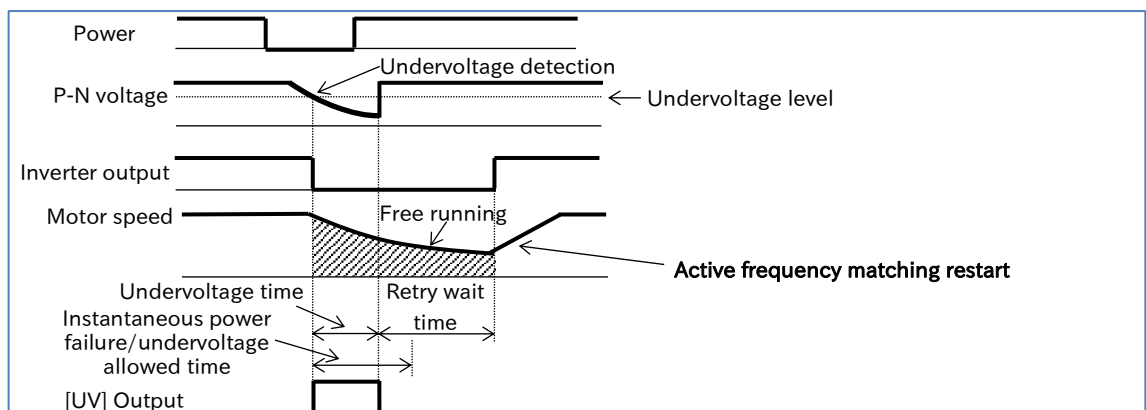 Power
Undervoltage detection
P-N voltage
Undervoltage level
Inverter output
Motor speed
Free running
Active frequency matching restart
Undervoltage time
Retry wait
time
Instantaneous power
failure/undervoltage
allowed time
[UV] Output